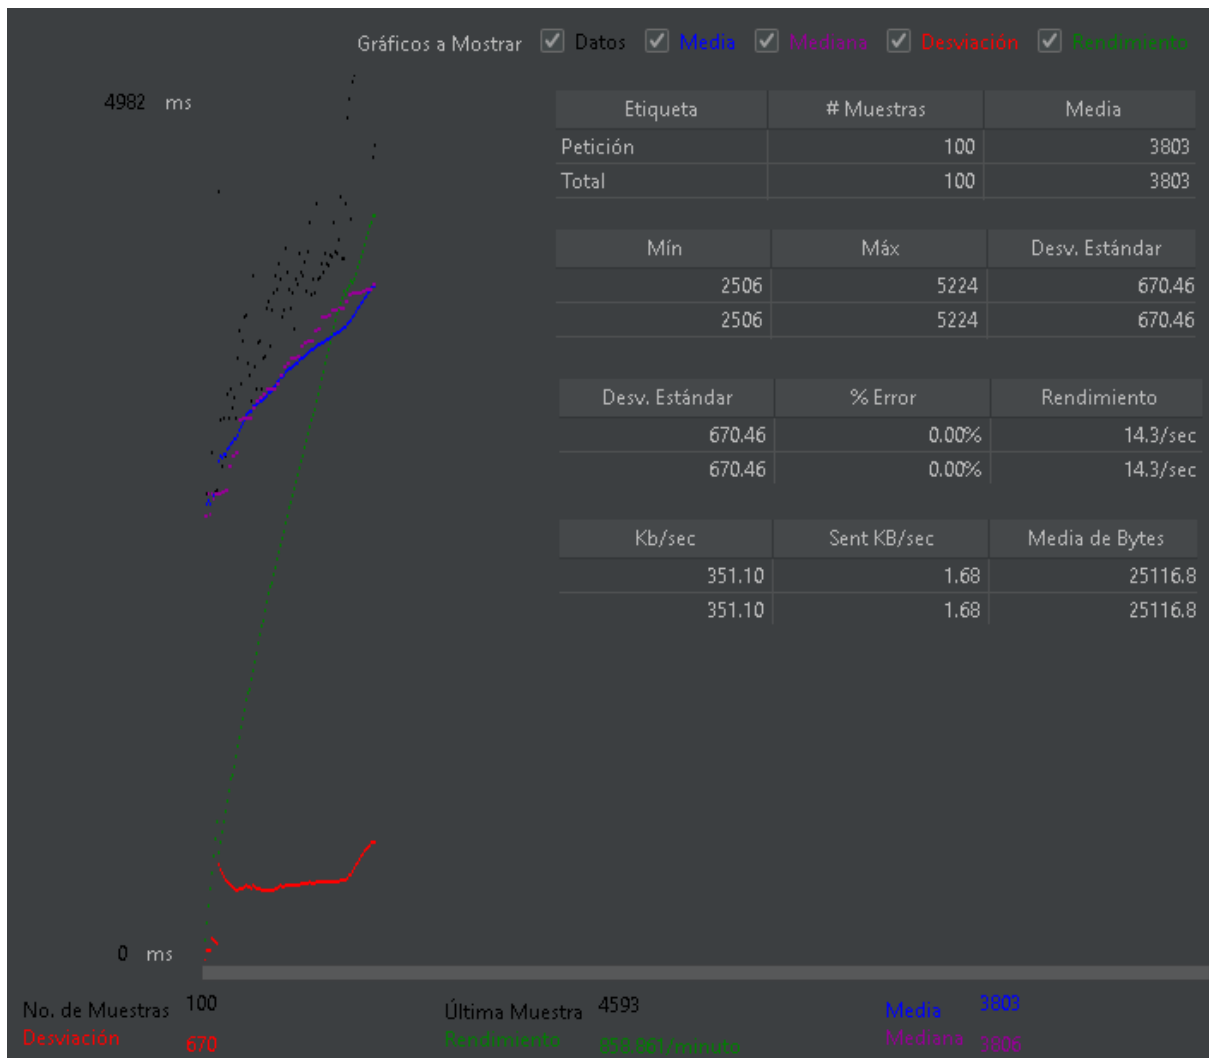 Gráficos a Mostrar Datos Media Mediana Desviación Rendimiento
4982 ms
Etiqueta # Muestras Media
Petición 100 3803
Total 100 3803
Mín Máx Desv. Estándar
2506 5224 670.46
2506 5224 670.46
Desv. Estándar % Error Rendimiento
670.46 0.00% 14.3/sec
670.46 0.00% 14.3/sec
Kb/sec Sent KB/sec Media de Bytes
351.10 1.68 25116.8
351.10 1.68 25116.8
0 ms
No. de Muestras 100 Última Muestra 4593 Media 3803
Desviación 670 Rendimiento 858.861/minuto Mediana 3806